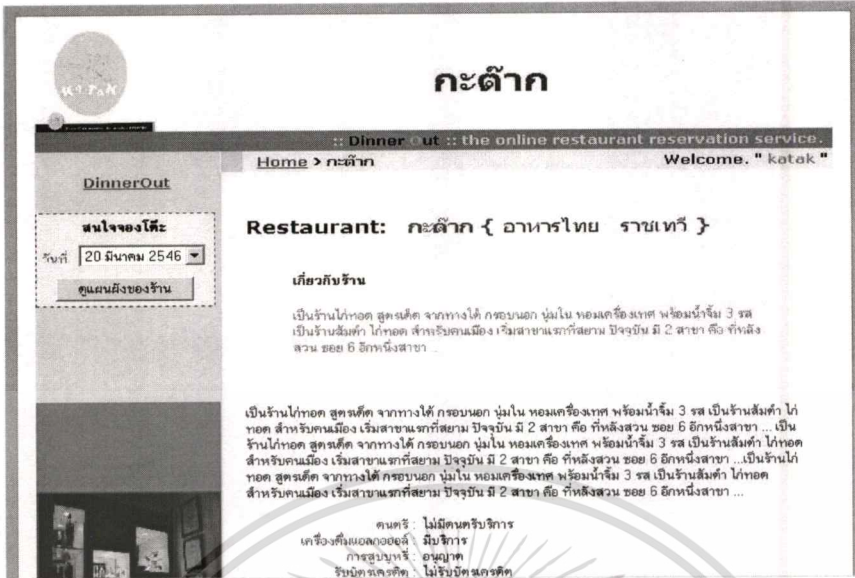 KaTaK
กะต๊าก
:: Dinner Out :: the online restaurant reservation service.
Home > กะต๊าก
Welcome. " katak "
DinnerOut
สนใจจองโต๊ะ
วันที่ 20 มีนาคม 2546
ดูแผนผังของร้าน
Restaurant: กะต๊าก { อาหารไทย ราชเทวี }
เกี่ยวกับร้าน
เป็นร้านไก่ทอด สูตรเด็ด จากทางใต้ กรอบนอก นุ่มใน หอมเครื่องเทศ พร้อมน้ำจิ้ม 3 รส
เป็นร้านส้มตำ ไก่ทอด สำหรับคนเมือง เริ่มสาขาแรกที่สยาม ปัจจุบัน มี 2 สาขา คือ ที่หลัง
สวน ซอย 6 อีกหนึ่งสาขา ...
เป็นร้านไก่ทอด สูตรเด็ด จากทางใต้ กรอบนอก นุ่มใน หอมเครื่องเทศ พร้อมน้ำจิ้ม 3 รส เป็นร้านส้มตำ ไก่
ทอด สำหรับคนเมือง เริ่มสาขาแรกที่สยาม ปัจจุบัน มี 2 สาขา คือ ที่หลังสวน ซอย 6 อีกหนึ่งสาขา ... เป็น
ร้านไก่ทอด สูตรเด็ด จากทางใต้ กรอบนอก นุ่มใน หอมเครื่องเทศ พร้อมน้ำจิ้ม 3 รส เป็นร้านส้มตำ ไก่ทอด
สำหรับคนเมือง เริ่มสาขาแรกที่สยาม ปัจจุบัน มี 2 สาขา คือ ที่หลังสวน ซอย 6 อีกหนึ่งสาขา ...เป็นร้านไก่
ทอด สูตรเด็ด จากทางใต้ กรอบนอก นุ่มใน หอมเครื่องเทศ พร้อมน้ำจิ้ม 3 รส เป็นร้านส้มตำ ไก่ทอด
สำหรับคนเมือง เริ่มสาขาแรกที่สยาม ปัจจุบัน มี 2 สาขา คือ ที่หลังสวน ซอย 6 อีกหนึ่งสาขา ...
ดนตรี : ไม่มีดนตรีบริการ
เครื่องดื่มแอลกอฮอล์ : มีบริการ
การสูบบุหรี่ : อนุญาต
รับบัตรเครดิต : ไม่รับบัตรเครดิต